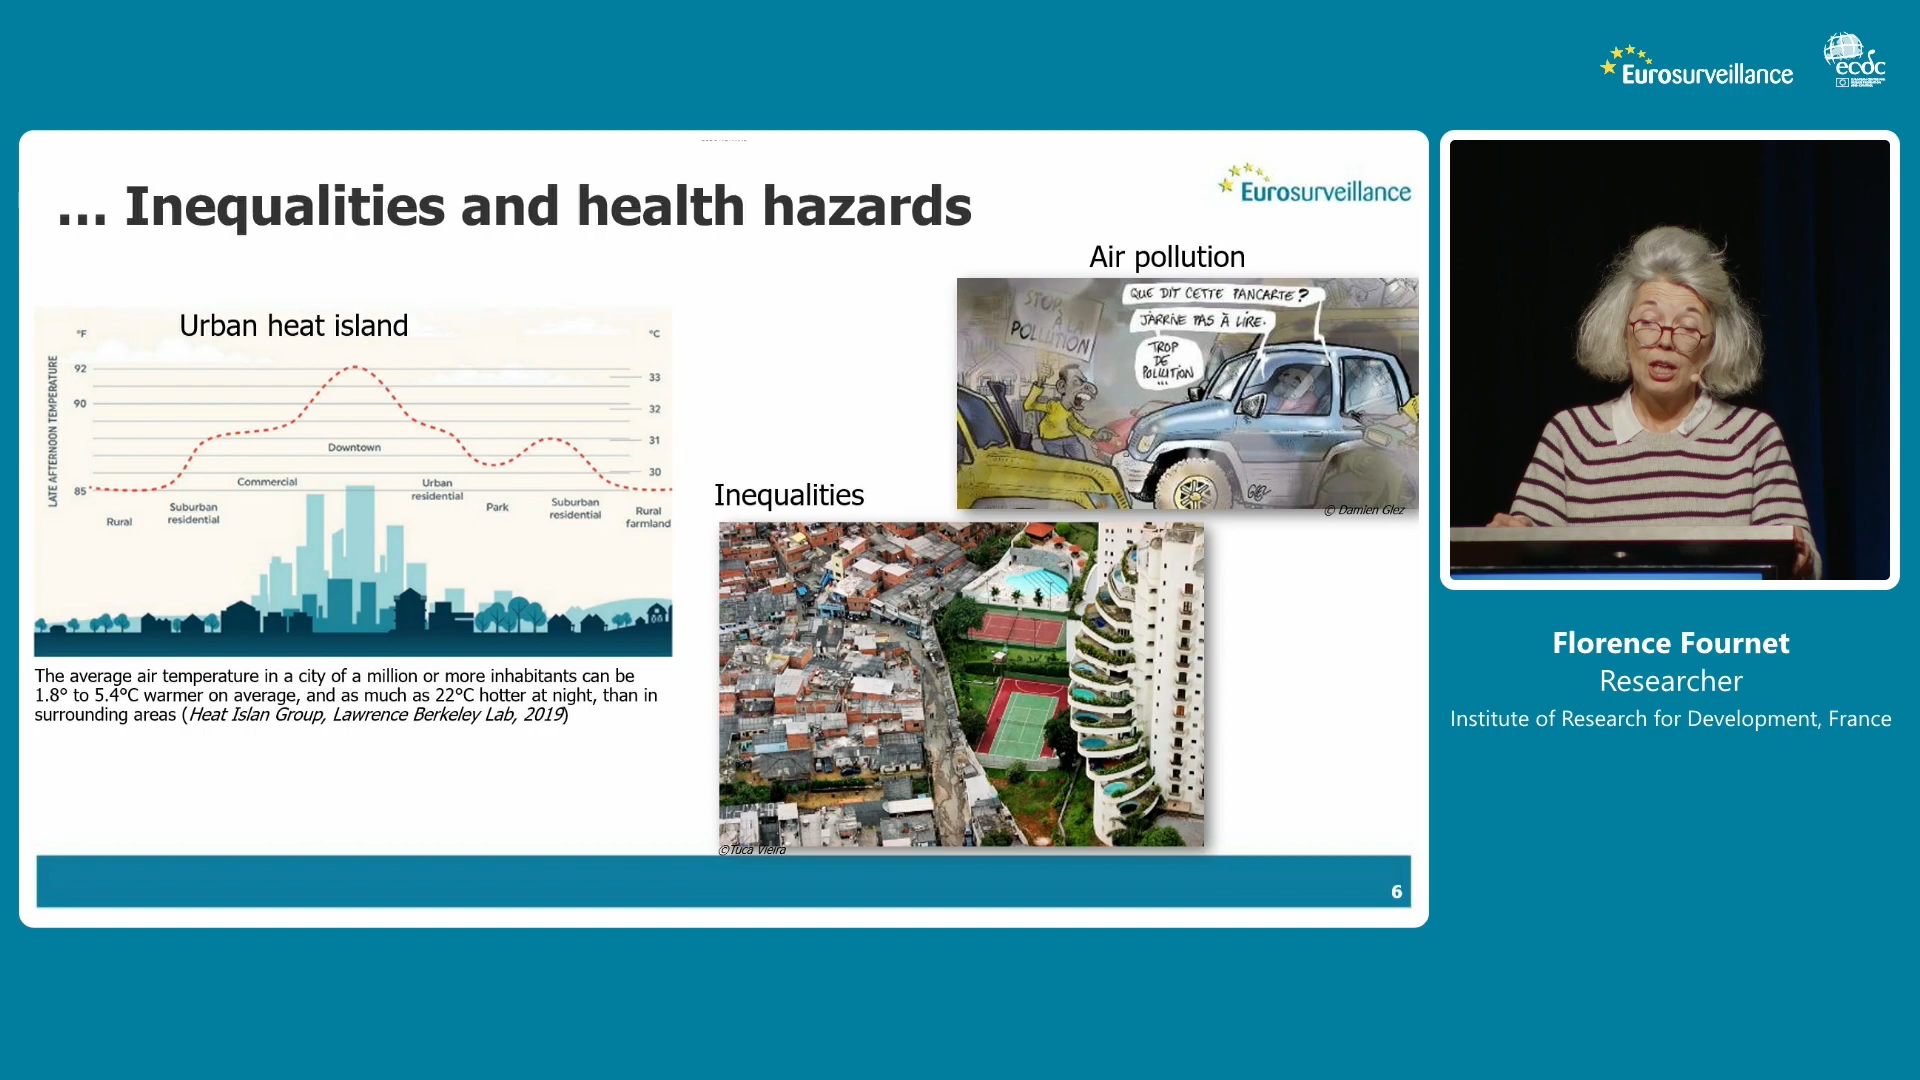 Eurosurveillance
ecdc
... Inequalities and health hazards
Eurosurveillance
Air pollution
QUE DIT CETTE PANCARTE?
J'ARRIVE PAS À LIRE.
TROP
DE
POLLUTION
...
STOP
À LA
POLLUTION
Glez
© Damien Glez
Urban heat island
°F
°C
LATE AFTERNOON TEMPERATURE
92
90
85
33
32
31
30
Downtown
Commercial
Urban
residential
Suburban
residential
Park
Suburban
residential
Rural
Rural
farmland
The average air temperature in a city of a million or more inhabitants can be
1.8° to 5.4°C warmer on average, and as much as 22°C hotter at night, than in
surrounding areas (Heat Islan Group, Lawrence Berkeley Lab, 2019)
Inequalities
©Tuca Vieira
6
Florence Fournet
Researcher
Institute of Research for Development, France